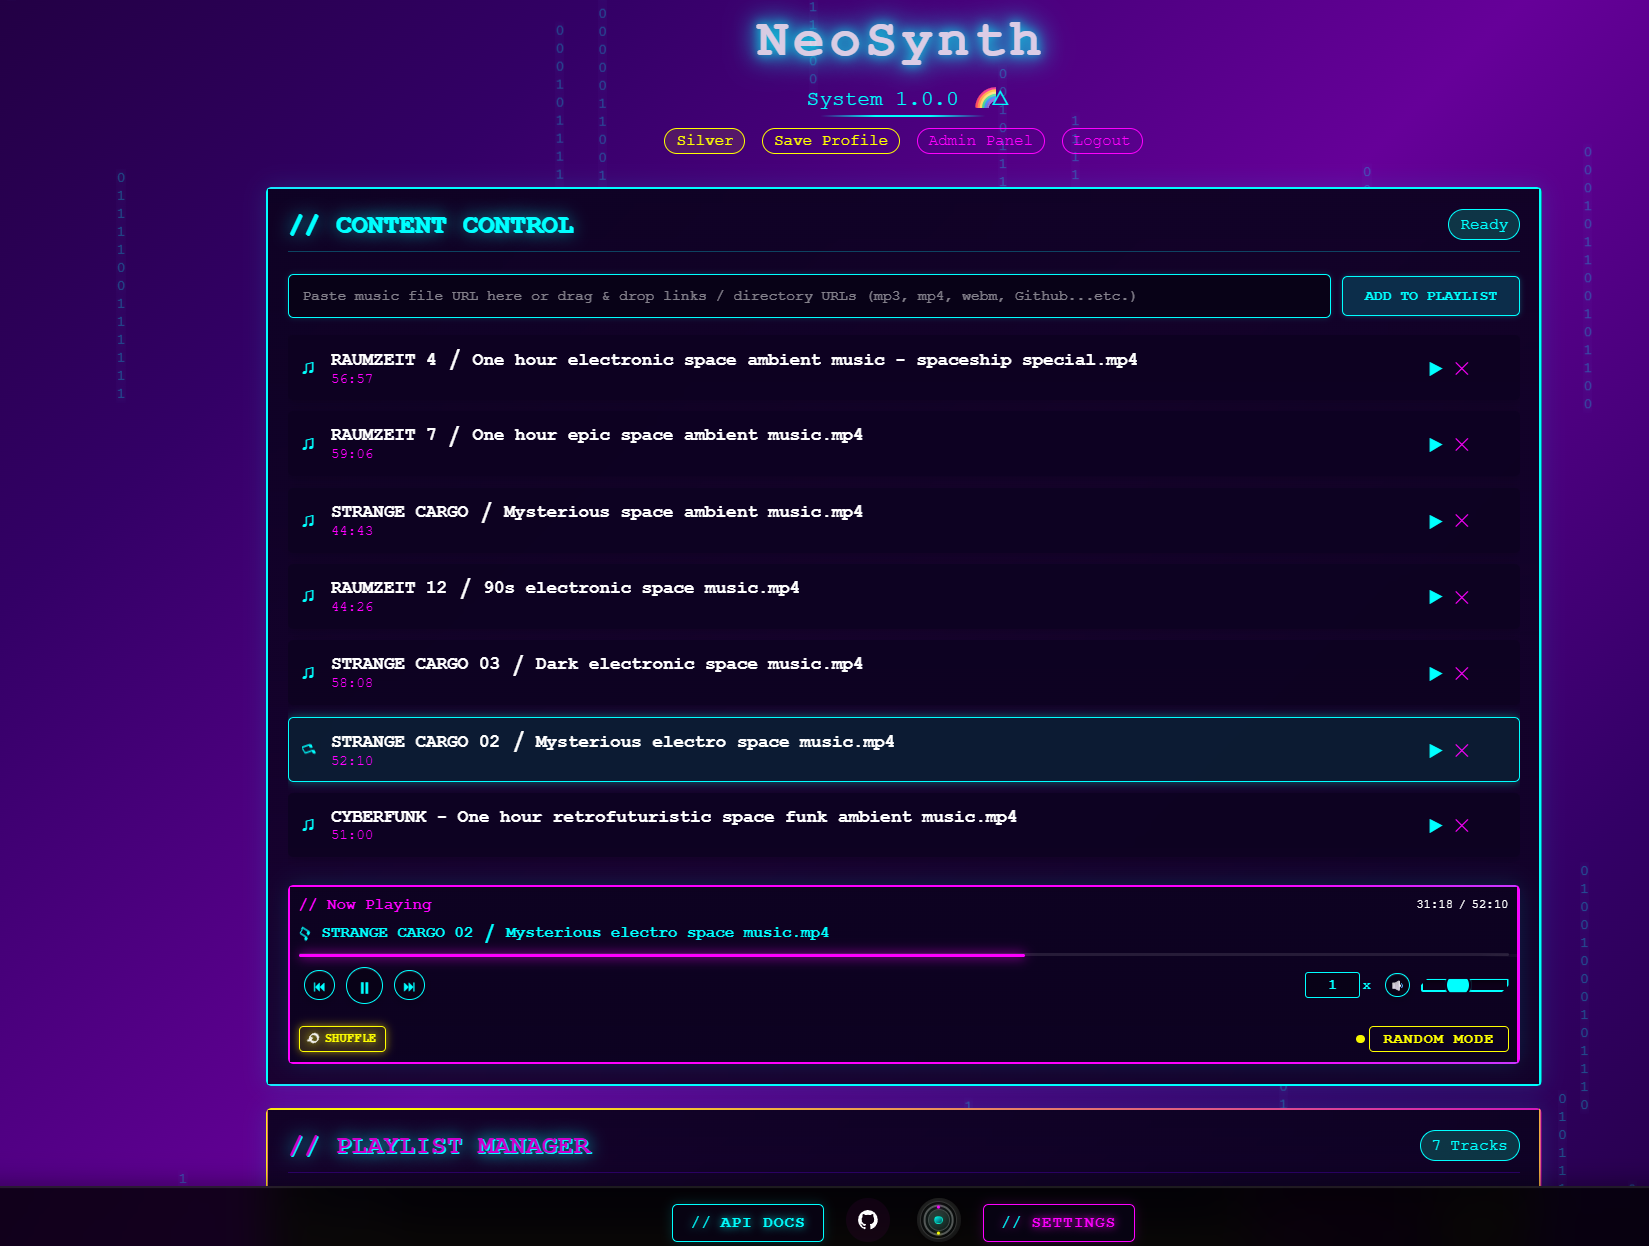 NeoSynth
System 1.0.0
Silver
Save Profile
Admin Panel
Logout
// CONTENT CONTROL
Ready
Paste music file URL here or drag & drop links / directory URLs (mp3, mp4, webm, Github...etc.)
ADD TO PLAYLIST
RAUMZEIT 4 / One hour electronic space ambient music - spaceship special.mp4
56:57
RAUMZEIT 7 / One hour epic space ambient music.mp4
59:06
STRANGE CARGO / Mysterious space ambient music.mp4
44:43
RAUMZEIT 12 / 90s electronic space music.mp4
44:26
STRANGE CARGO 03 / Dark electronic space music.mp4
58:08
STRANGE CARGO 02 / Mysterious electro space music.mp4
52:10
CYBERFUNK - One hour retrofuturistic space funk ambient music.mp4
51:00
// Now Playing
31:18 / 52:10
STRANGE CARGO 02 / Mysterious electro space music.mp4
1 x
SHUFFLE
RANDOM MODE
// PLAYLIST MANAGER
7 Tracks
// API DOCS
// SETTINGS